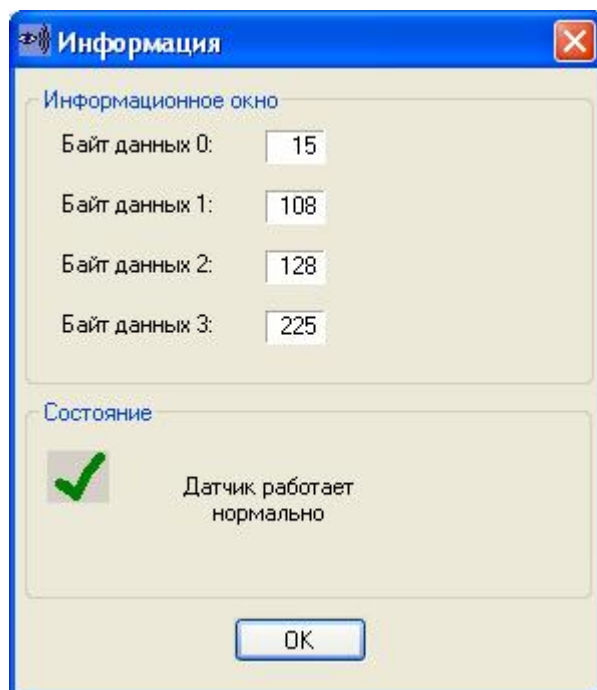 Информация
Информационное окно
Байт данных 0: 15
Байт данных 1: 108
Байт данных 2: 128
Байт данных 3: 225
Состояние
Датчик работает
нормально
OK